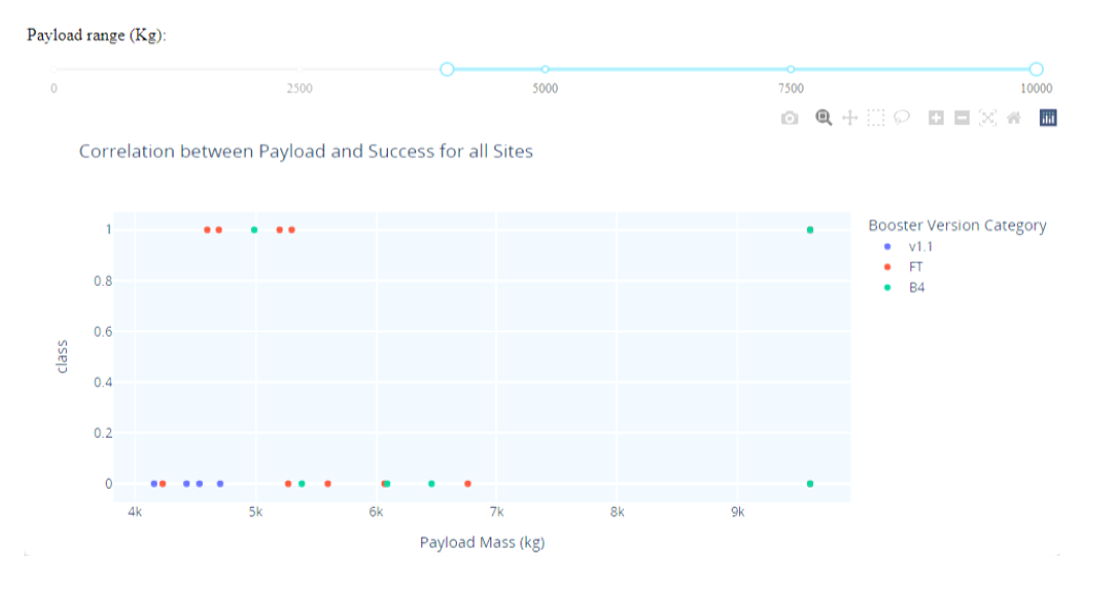 Payload range (Kg):
0 2500 5000 7500 10000
Correlation between Payload and Success for all Sites
Booster Version Category
v1.1
FT
B4
1
0.8
0.6
0.4
0.2
0
class
4k 5k 6k 7k 8k 9k
Payload Mass (kg)